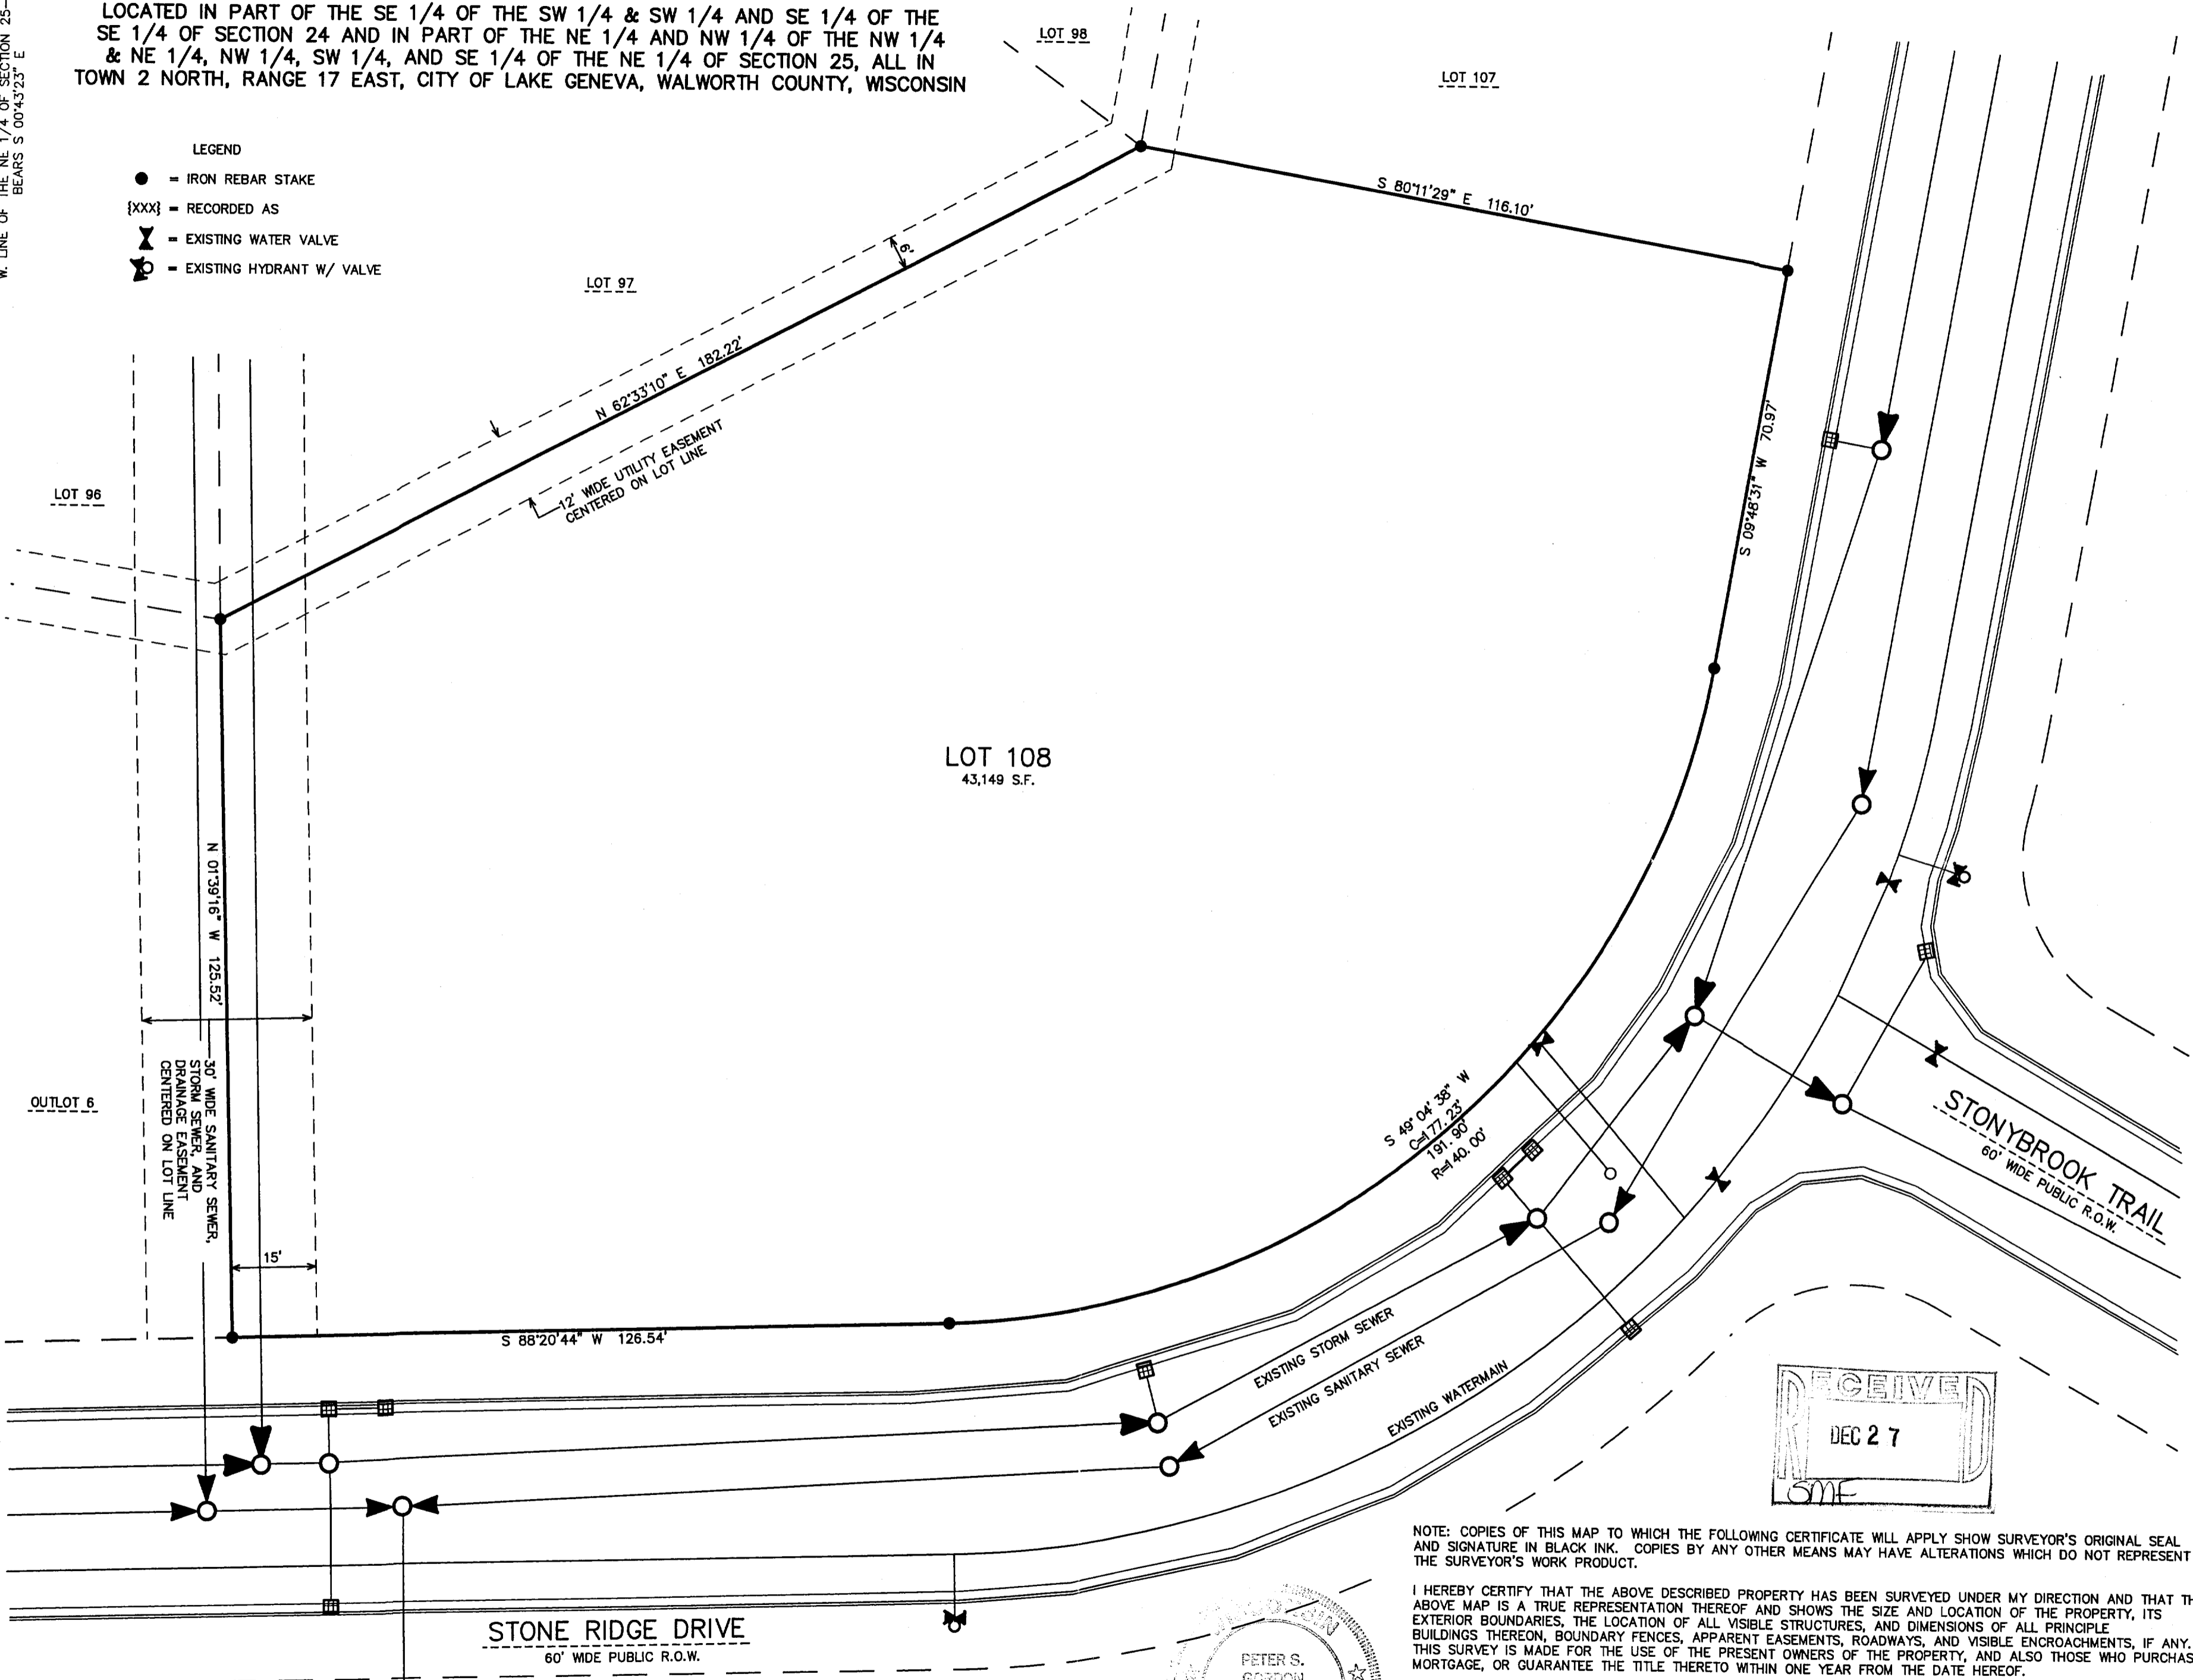 W. LINE OF THE NE 1/4 OF SECTION 25-
BEARS S 00°43'23" E
LOCATED IN PART OF THE SE 1/4 OF THE SW 1/4 & SW 1/4 AND SE 1/4 OF THE
SE 1/4 OF SECTION 24 AND IN PART OF THE NE 1/4 AND NW 1/4 OF THE NW 1/4
& NE 1/4, NW 1/4, SW 1/4, AND SE 1/4 OF THE NE 1/4 OF SECTION 25, ALL IN
TOWN 2 NORTH, RANGE 17 EAST, CITY OF LAKE GENEVA, WALWORTH COUNTY, WISCONSIN
LEGEND
= IRON REBAR STAKE
{XXX} = RECORDED AS
= EXISTING WATER VALVE
= EXISTING HYDRANT W/ VALVE
LOT 98
LOT 107
S 80°11'29" E 116.10'
6'
LOT 97
N 62°33'10" E 182.22'
12' WIDE UTILITY EASEMENT
CENTERED ON LOT LINE
S 09°48'31" W 70.97'
LOT 96
LOT 108
43,149 S.F.
N 01°39'16" W 125.52'
30' WIDE SANITARY SEWER,
STORM SEWER, AND
DRAINAGE EASEMENT
CENTERED ON LOT LINE
OUTLOT 6
15'
S 49° 04' 38" W
C=177.23'
191.90'
R=140.00'
STONYBROOK TRAIL
60' WIDE PUBLIC R.O.W.
S 88°20'44" W 126.54'
EXISTING STORM SEWER
EXISTING SANITARY SEWER
EXISTING WATERMAIN
RECEIVED
DEC 27
SMF
STONE RIDGE DRIVE
60' WIDE PUBLIC R.O.W.
WISCONSIN
PETER S.
GORDON
NOTE: COPIES OF THIS MAP TO WHICH THE FOLLOWING CERTIFICATE WILL APPLY SHOW SURVEYOR'S ORIGINAL SEAL
AND SIGNATURE IN BLACK INK. COPIES BY ANY OTHER MEANS MAY HAVE ALTERATIONS WHICH DO NOT REPRESENT
THE SURVEYOR'S WORK PRODUCT.
I HEREBY CERTIFY THAT THE ABOVE DESCRIBED PROPERTY HAS BEEN SURVEYED UNDER MY DIRECTION AND THAT TH
ABOVE MAP IS A TRUE REPRESENTATION THEREOF AND SHOWS THE SIZE AND LOCATION OF THE PROPERTY, ITS
EXTERIOR BOUNDARIES, THE LOCATION OF ALL VISIBLE STRUCTURES, AND DIMENSIONS OF ALL PRINCIPLE
BUILDINGS THEREON, BOUNDARY FENCES, APPARENT EASEMENTS, ROADWAYS, AND VISIBLE ENCROACHMENTS, IF ANY.
THIS SURVEY IS MADE FOR THE USE OF THE PRESENT OWNERS OF THE PROPERTY, AND ALSO THOSE WHO PURCHAS
MORTGAGE, OR GUARANTEE THE TITLE THERETO WITHIN ONE YEAR FROM THE DATE HEREOF.